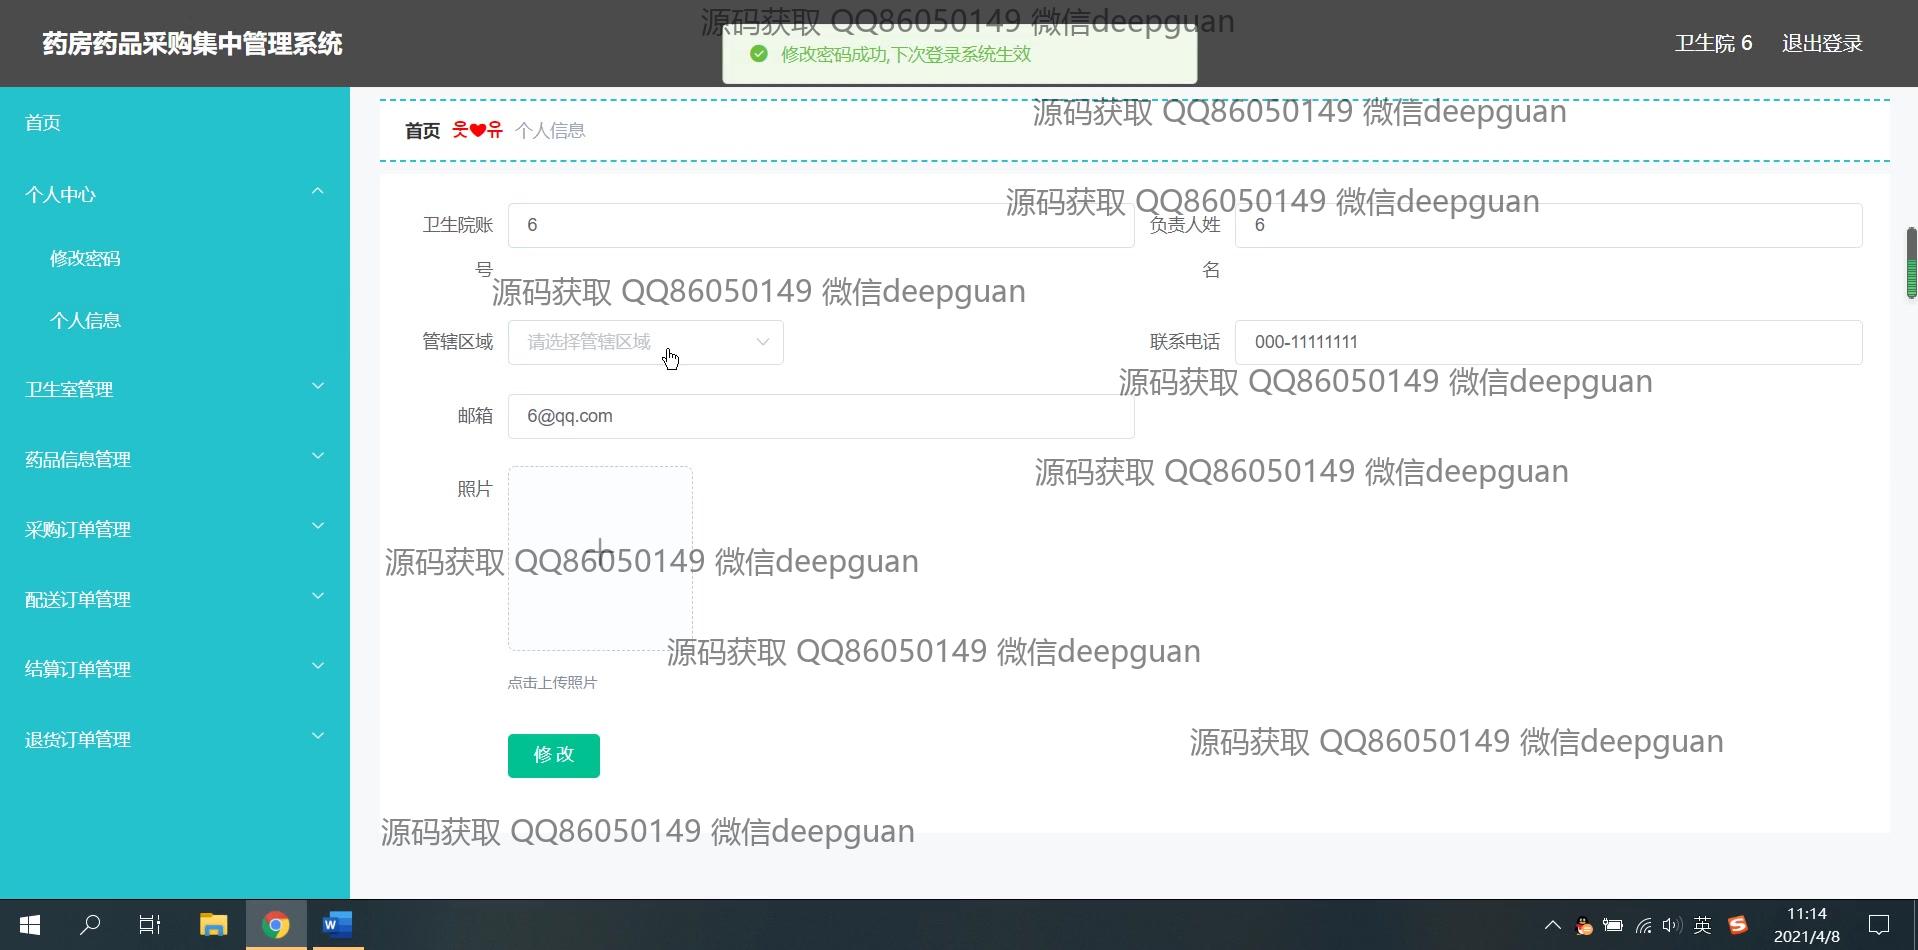 源码获取 QQ86050149 微信deepguan
药房药品采购集中管理系统
卫生院 6 退出登录
修改密码成功,下次登录系统生效
首页
源码获取 QQ86050149 微信deepguan
首页 웃❤유 个人信息
个人中心
源码获取 QQ86050149 微信deepguan
卫生院账号 6
负责人姓名 6
修改密码
源码获取 QQ86050149 微信deepguan
个人信息
管辖区域 请选择管辖区域
联系电话 000-11111111
卫生室管理
源码获取 QQ86050149 微信deepguan
邮箱 6@qq.com
药品信息管理
源码获取 QQ86050149 微信deepguan
照片
采购订单管理
源码获取 QQ86050149 微信deepguan
配送订单管理
源码获取 QQ86050149 微信deepguan
结算订单管理
点击上传照片
退货订单管理
源码获取 QQ86050149 微信deepguan
修改
源码获取 QQ86050149 微信deepguan
英
11:14
2021/4/8